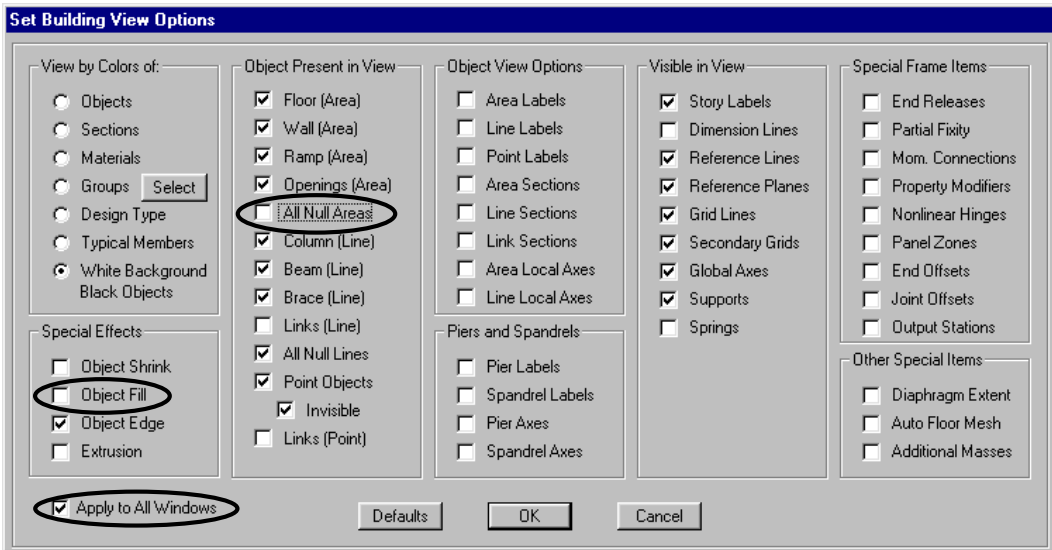 Set Building View Options
View by Colors of:
Objects
Sections
Materials
Groups
Select
Design Type
Typical Members
White Background
Black Objects
Special Effects
Object Shrink
Object Fill
Object Edge
Extrusion
Apply to All Windows
Object Present in View
Floor (Area)
Wall (Area)
Ramp (Area)
Openings (Area)
All Null Areas
Column (Line)
Beam (Line)
Brace (Line)
Links (Line)
All Null Lines
Point Objects
Invisible
Links (Point)
Object View Options
Area Labels
Line Labels
Point Labels
Area Sections
Line Sections
Link Sections
Area Local Axes
Line Local Axes
Piers and Spandrels
Pier Labels
Spandrel Labels
Pier Axes
Spandrel Axes
Visible in View
Story Labels
Dimension Lines
Reference Lines
Reference Planes
Grid Lines
Secondary Grids
Global Axes
Supports
Springs
Special Frame Items
End Releases
Partial Fixity
Mom. Connections
Property Modifiers
Nonlinear Hinges
Panel Zones
End Offsets
Joint Offsets
Output Stations
Other Special Items
Diaphragm Extent
Auto Floor Mesh
Additional Masses
Defaults
OK
Cancel